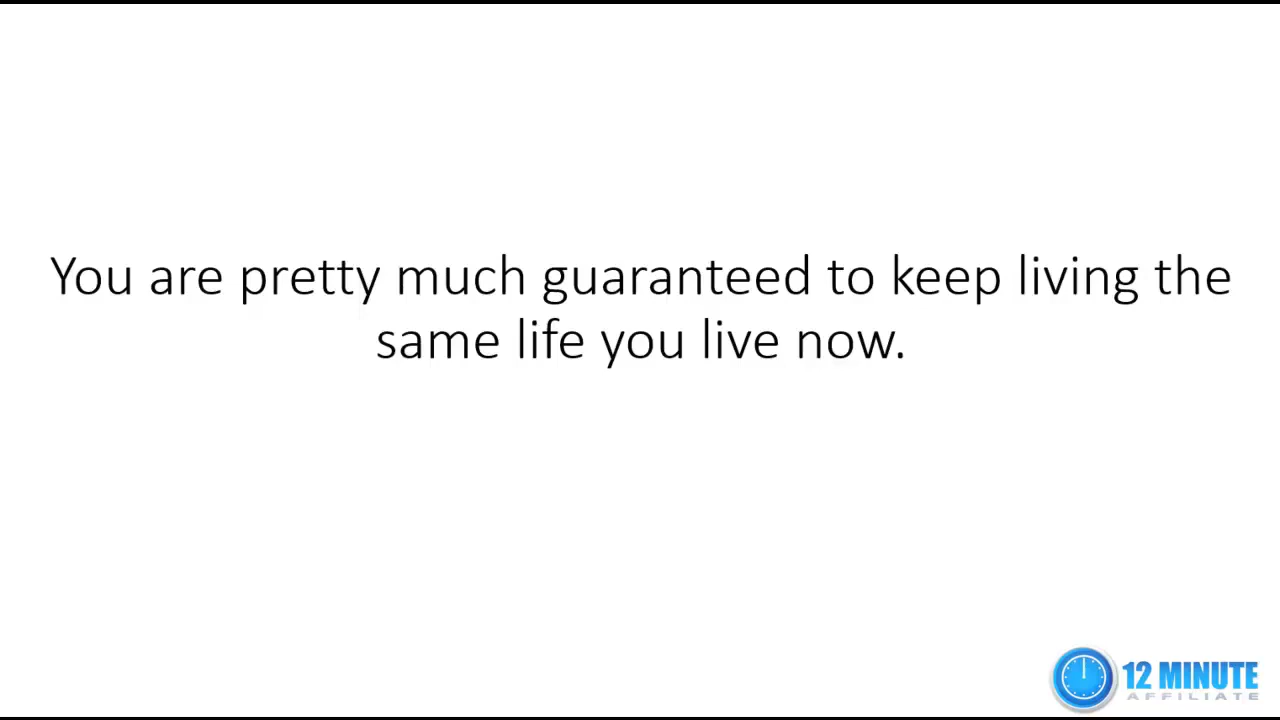 You are pretty much guaranteed to keep living the
same life you live now.
12 MINUTE
AFFILIATE